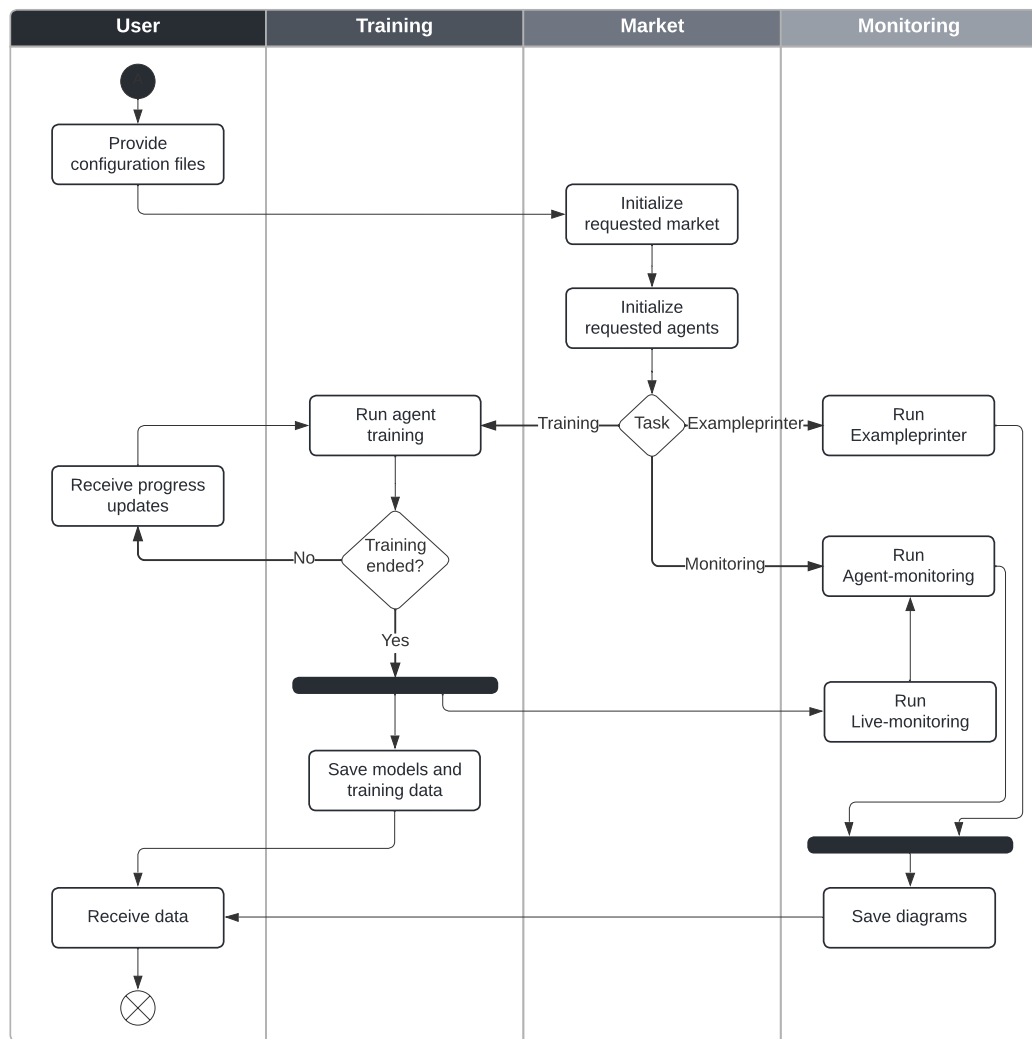 User
Training
Market
Monitoring
Provide
configuration files
Initialize
requested market
Initialize
requested agents
Run agent
training
Training
Task
Exampleprinter
Run
Exampleprinter
Receive progress
updates
Training
ended?
No
Monitoring
Run
Agent-monitoring
Yes
Run
Live-monitoring
Save models and
training data
Receive data
Save diagrams